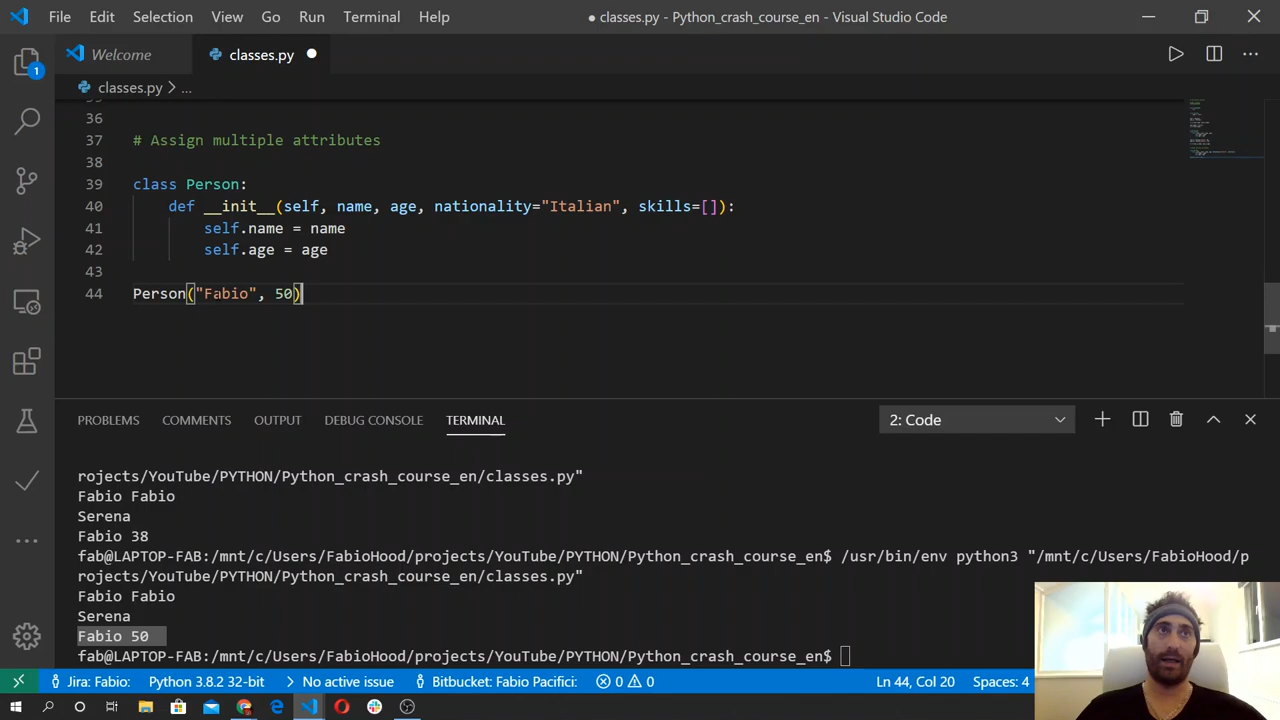 File Edit Selection View Go Run Terminal Help ● classes.py - Python_crash_course_en - Visual Studio Code
Welcome classes.py
classes.py > ...
36
37 # Assign multiple attributes
38
39 class Person:
40 def __init__(self, name, age, nationality="Italian", skills=[]):
41 self.name = name
42 self.age = age
43
44 Person("Fabio", 50)
1
PROBLEMS COMMENTS OUTPUT DEBUG CONSOLE TERMINAL 2: Code
rojects/YouTube/PYTHON/Python_crash_course_en/classes.py"
Fabio Fabio
Serena
Fabio 38
fab@LAPTOP-FAB:/mnt/c/Users/FabioHood/projects/YouTube/PYTHON/Python_crash_course_en$ /usr/bin/env python3 "/mnt/c/Users/FabioHood/p
rojects/YouTube/PYTHON/Python_crash_course_en/classes.py"
Fabio Fabio
Serena
Fabio 50
fab@LAPTOP-FAB:/mnt/c/Users/FabioHood/projects/YouTube/PYTHON/Python_crash_course_en$
Jira: Fabio: Python 3.8.2 32-bit No active issue Bitbucket: Fabio Pacifici: 0 0 Ln 44, Col 20 Spaces: 4